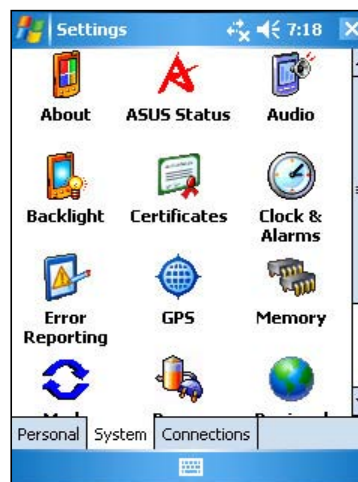 Settings 7:18
About ASUS Status Audio
Backlight Certificates Clock &
Alarms
Error
Reporting GPS Memory
Personal System Connections